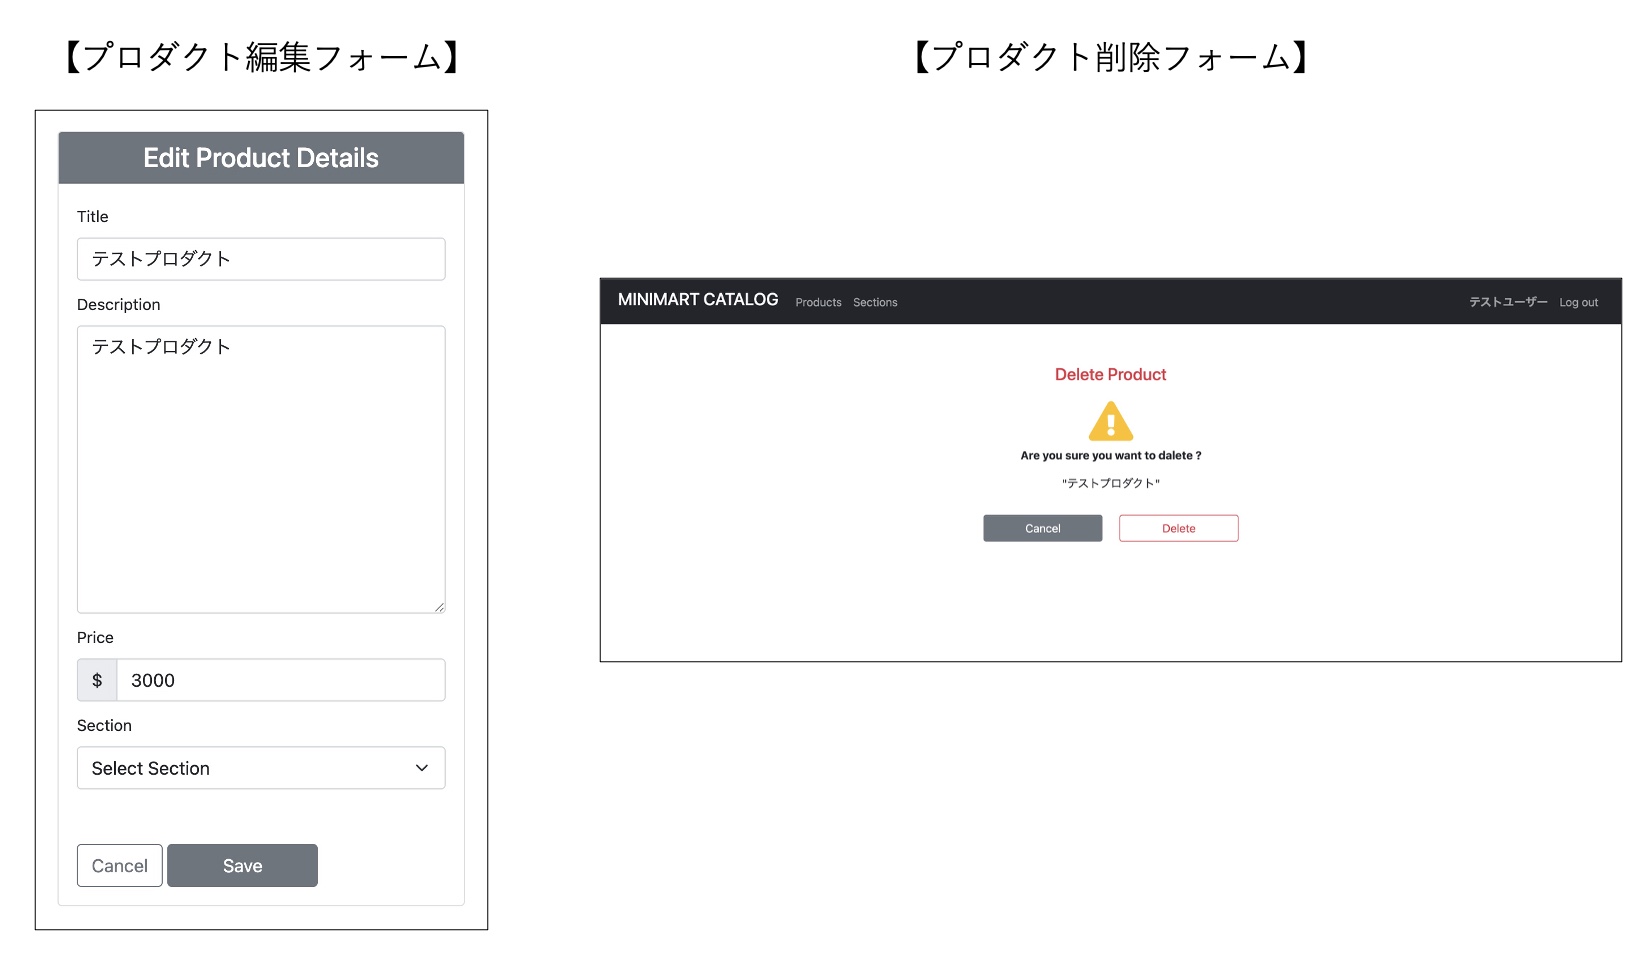 【プロダクト編集フォーム】
Edit Product Details
Title
テストプロダクト
Description
テストプロダクト
Price
$ 3000
Section
Select Section
Cancel Save
【プロダクト削除フォーム】
MINIMART CATALOG Products Sections テストユーザー Log out
Delete Product
Are you sure you want to dalete ?
"テストプロダクト"
Cancel Delete